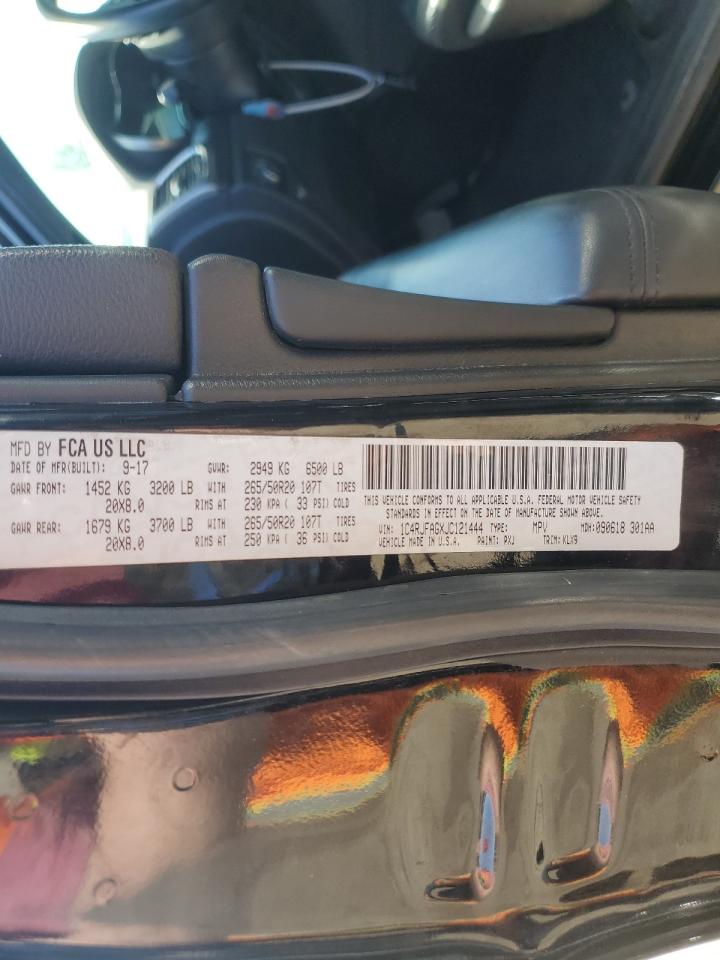 MFD BY FCA US LLC
DATE OF MFR(BUILT): 9-17 GVWR: 2949 KG 6500 LB
GAWR FRONT: 1452 KG 3200 LB WITH 265/50R20 107T TIRES
20X8.0 RIMS AT 230 KPA ( 33 PSI) COLD
GAWR REAR: 1679 KG 3700 LB WITH 265/50R20 107T TIRES
20X8.0 RIMS AT 250 KPA ( 36 PSI) COLD
THIS VEHICLE CONFORMS TO ALL APPLICABLE U.S.A. FEDERAL MOTOR VEHICLE SAFETY
STANDARDS IN EFFECT ON THE DATE OF MANUFACTURE SHOWN ABOVE.
VIN: 1C4RJFAGXJC121444 TYPE: MPV MDH:090618 301AA
VEHICLE MADE IN U.S.A. PAINT: PXJ TRIM: KLX9